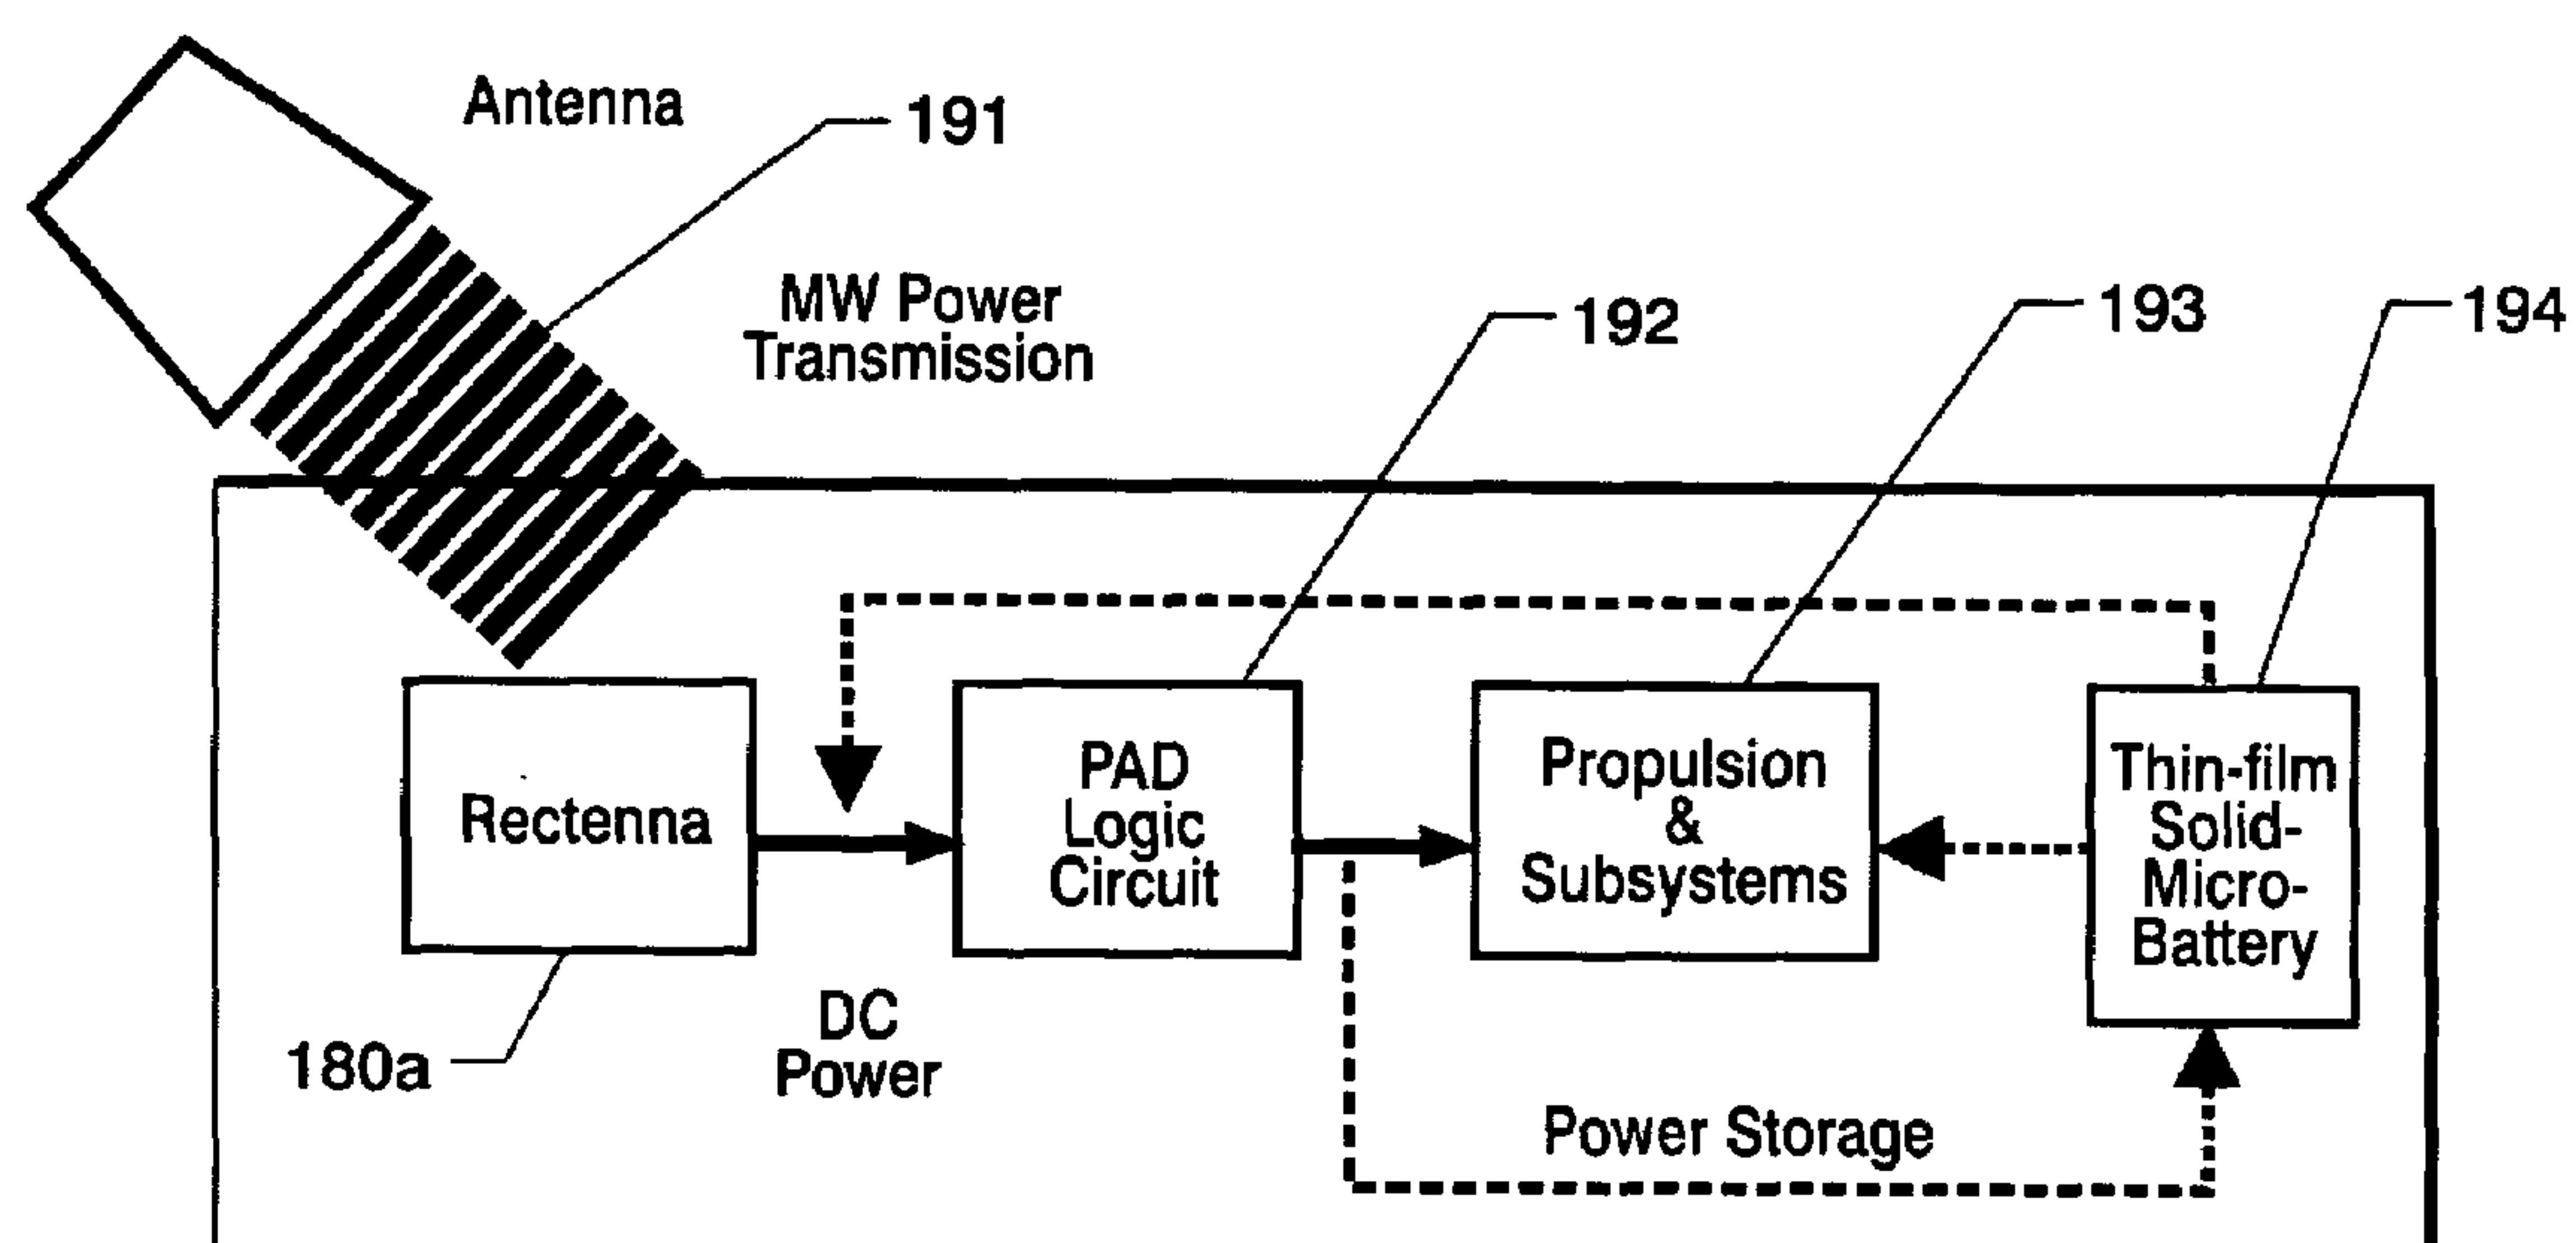 Antenna
191
MW Power
Transmission
192
193
194
Rectenna
PAD
Logic
Circuit
Propulsion
&
Subsystems
Thin-film
Solid-
Micro-
Battery
180a
DC
Power
Power Storage